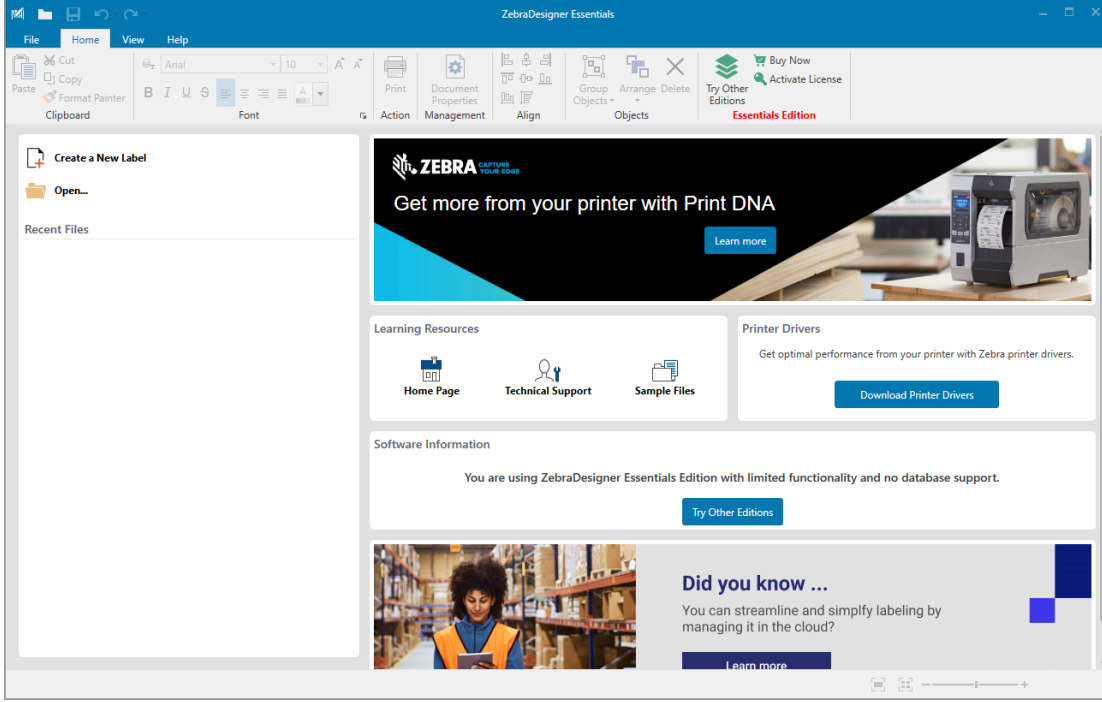 ZebraDesigner Essentials
File Home View Help
Paste
Cut
Copy
Format Painter
Clipboard
Arial 10
B I U S
A
Font
Print
Action
Document
Properties
Management
Align
Group
Objects
Arrange
Delete
Objects
Try Other
Editions
Buy Now
Activate License
Essentials Edition
Create a New Label
Open...
Recent Files
ZEBRA CAPTURE
YOUR EDGE
Get more from your printer with Print DNA
Learn more
Learning Resources
Home Page Technical Support Sample Files
Printer Drivers
Get optimal performance from your printer with Zebra printer drivers.
Download Printer Drivers
Software Information
You are using ZebraDesigner Essentials Edition with limited functionality and no database support.
Try Other Editions
Did you know ...
You can streamline and simplfy labeling by
managing it in the cloud?
Learn more